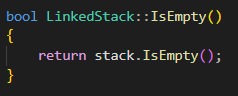 bool LinkedStack::IsEmpty()
{
    return stack.IsEmpty();
}